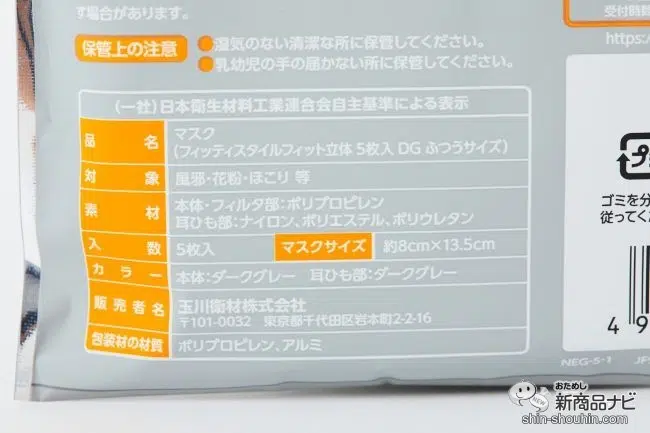 す場合があります。
保管上の注意
●湿気のない清潔な所に保管してください。
●乳幼児の手の届かない所に保管してください。
受付時間
https:/
(一社)日本衛生材料工業連合会自主基準による表示
品名 マスク
(フィッティスタイルフィット立体 5枚入 DG ふつうサイズ)
対象 風邪・花粉・ほこり 等
素材 本体・フィルタ部:ポリプロピレン
耳ひも部:ナイロン、ポリエステル、ポリウレタン
入数 5枚入 マスクサイズ 約8cm×13.5cm
カラー 本体:ダークグレー 耳ひも部:ダークグレー
販売者名 玉川衛材株式会社
〒101-0032 東京都千代田区岩本町2-2-16
包装材の材質 ポリプロピレン、アルミ
プ
ゴミを分
従ってくだ
4 9
NEG-S-1 JF
おためし
NEW
新商品ナビ
shin-shouhin.com